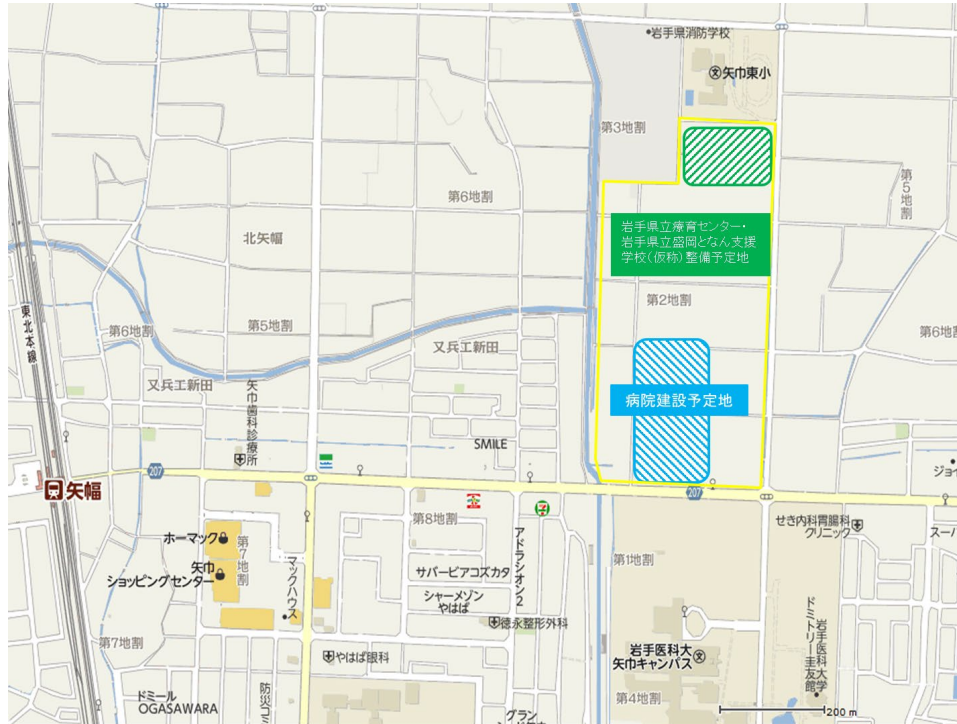 岩手県消防学校
矢巾東小
第3地割
第5地割
第6地割
北矢幅
岩手県立療育センター・
岩手県立盛岡となん支援
学校(仮称)整備予定地
第2地割
東北本線
第6地割
第5地割
第6地割
又兵エ新田
又兵エ新田
矢巾歯科診療所
病院建設予定地
SMILE
207
矢幅
207
ジョイ
第8地割
せき内科胃腸科
クリニック
スーパ
ホーマック
第7地割
矢巾
ショッピングセンター
マックハウス
アドラシオン2
サバービアコズカタ
シャーメゾン
やはば
徳永整形外科
第1地割
第7地割
やはば眼科
岩手医科大
矢巾キャンパス
ドミトリー圭友館
岩手医科大学
ドミール
OGASAWARA
防災コミ
グラン
第4地割
200 m